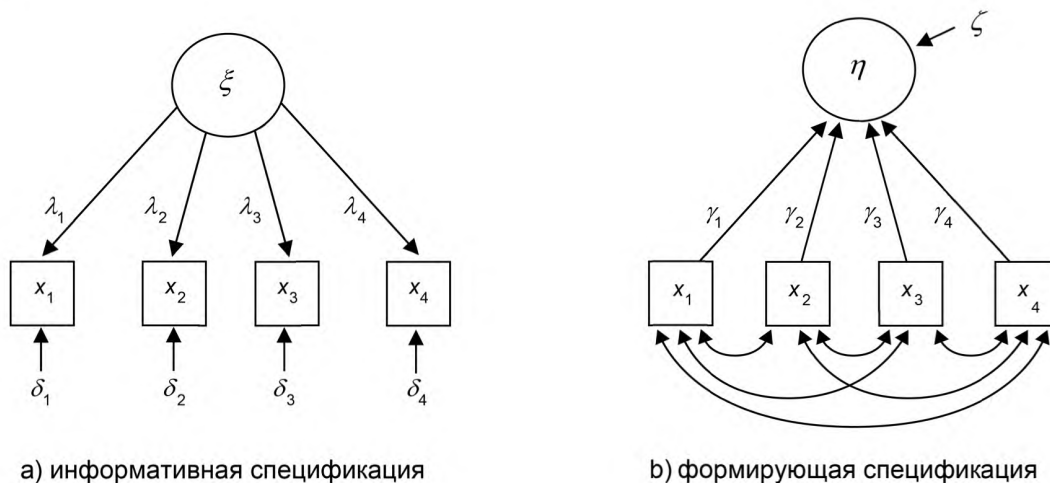 ξ
λ1 λ2 λ3 λ4
x1 x2 x3 x4
δ1 δ2 δ3 δ4
a) информативная спецификация
ζ
η
γ1 γ2 γ3 γ4
x1 x2 x3 x4
b) формирующая спецификация